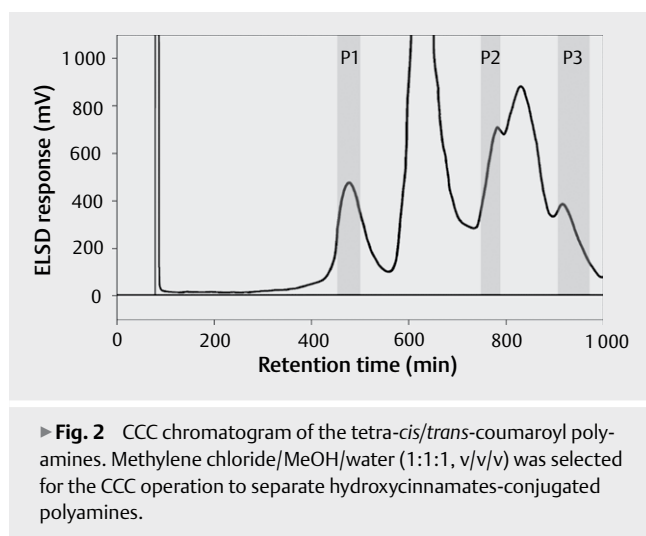 P1 P2 P3
1 000
800
600
400
200
0
ELSD response (mV)
0 200 400 600 800 1 000
Retention time (min)
►Fig. 2 CCC chromatogram of the tetra-cis/trans-coumaroyl poly-
amines. Methylene chloride/MeOH/water (1:1:1, v/v/v) was selected
for the CCC operation to separate hydroxycinnamates-conjugated
polyamines.